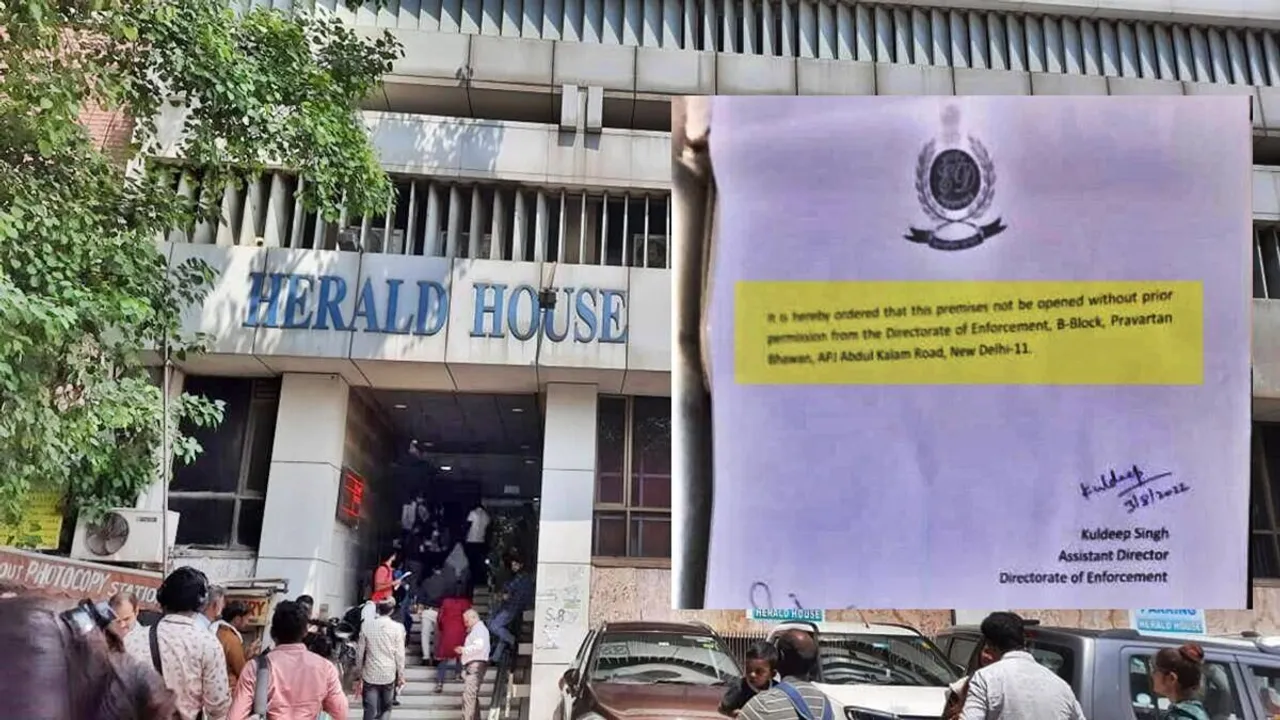 HERALD HOUSE
It is hereby ordered that this premises not be opened without prior
permission from the Directorate of Enforcement, B-Block, Pravartan
Bhawan, APJ Abdul Kalam Road, New Delhi-11.
Kuldeep
3/8/2022
Kuldeep Singh
Assistant Director
Directorate of Enforcement
OUT PHOTOCOPY STATIO
HERALD HOUSE
PARKING
HERALD HOUSE